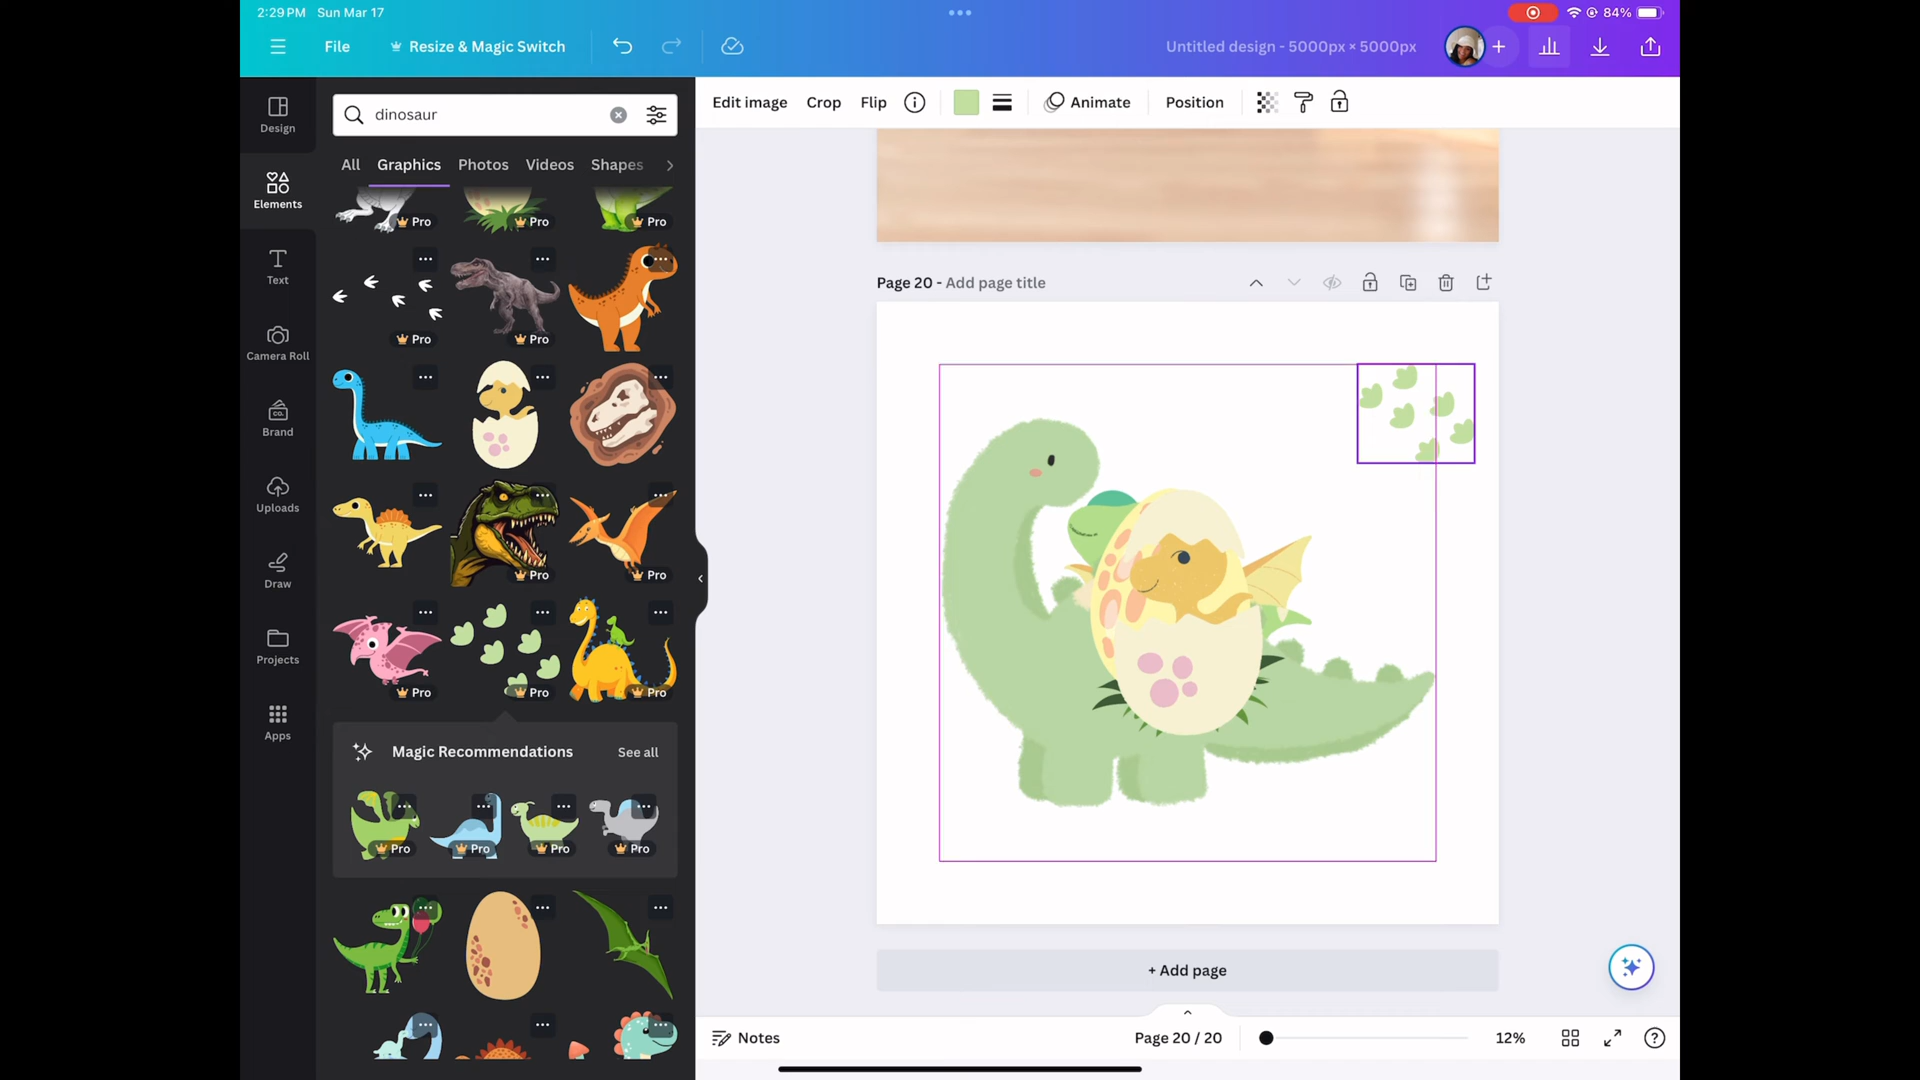 2:29 PM Sun Mar 17
84%
File
Resize & Magic Switch
Untitled design - 5000px × 5000px
Design
Elements
Text
Camera Roll
Brand
Uploads
Draw
Projects
Apps
dinosaur
All Graphics Photos Videos Shapes
Pro Pro Pro
Pro Pro
Pro Pro
Pro Pro Pro
Magic Recommendations See all
Pro Pro Pro Pro
Edit image Crop Flip Animate Position
Page 20 - Add page title
+ Add page
Notes
Page 20 / 20
12%